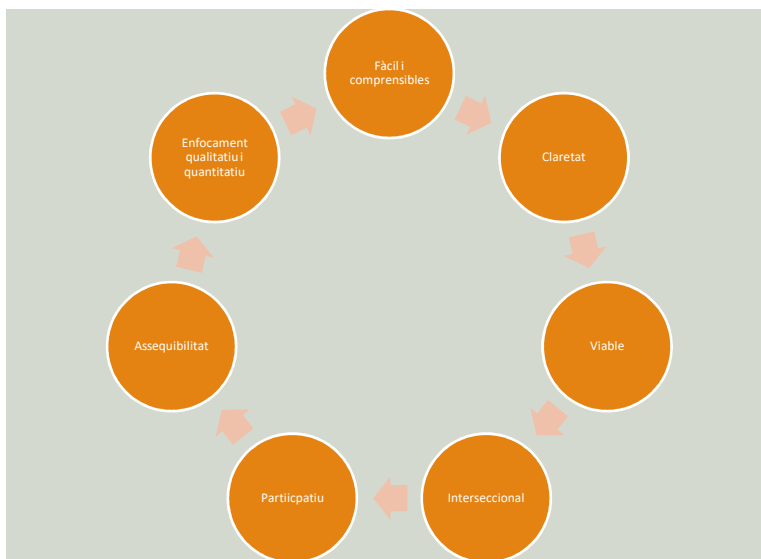 Fàcil i
comprensibles
Claretat
Viable
Interseccional
Partiicpatiu
Assequibilitat
Enfocament
qualitatiu i
quantitatiu